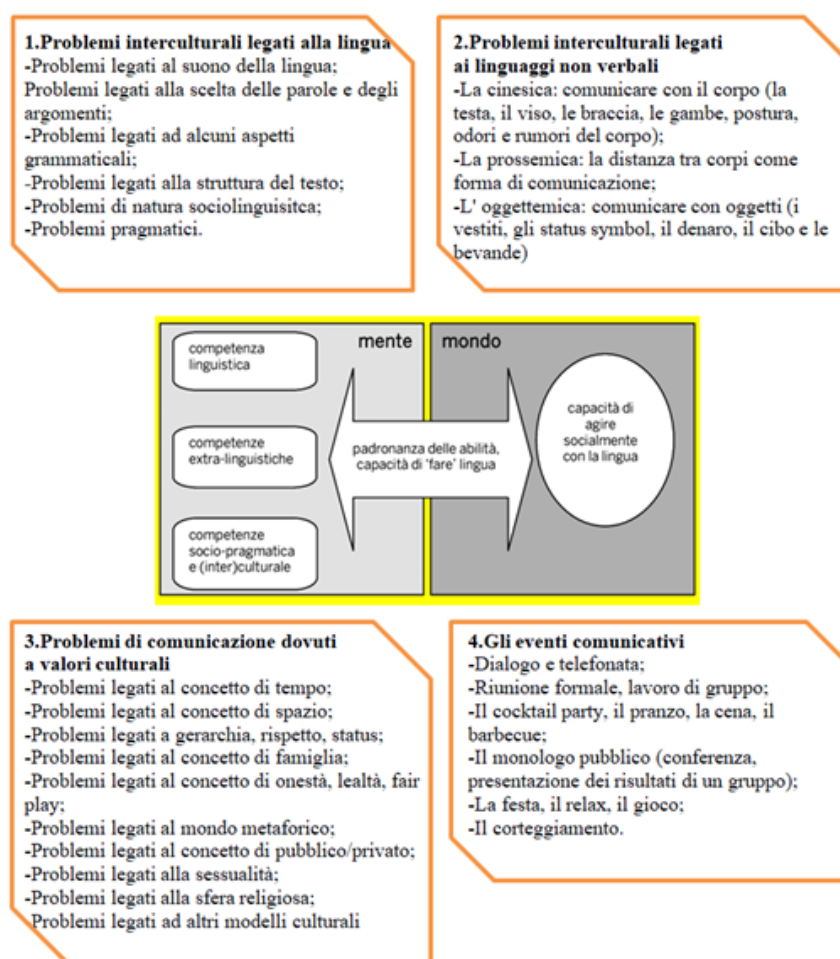 1.Problemi interculturali legati alla lingua
-Problemi legati al suono della lingua;
Problemi legati alla scelta delle parole e degli
argomenti;
-Problemi legati ad alcuni aspetti
grammaticali;
-Problemi legati alla struttura del testo;
-Problemi di natura sociolinguisitca;
-Problemi pragmatici.
2.Problemi interculturali legati
ai linguaggi non verbali
-La cinesica: comunicare con il corpo (la
testa, il viso, le braccia, le gambe, postura,
odori e rumori del corpo);
-La prossemica: la distanza tra corpi come
forma di comunicazione;
-L' oggettemica: comunicare con oggetti (i
vestiti, gli status symbol, il denaro, il cibo e le
bevande)
mente
mondo
competenza
linguistica
competenze
extra-linguistiche
competenze
socio-pragmatica
e (inter)culturale
padronanza delle abilità,
capacità di 'fare' lingua
capacità di
agire
socialmente
con la lingua
3.Problemi di comunicazione dovuti
a valori culturali
-Problemi legati al concetto di tempo;
-Problemi legati al concetto di spazio;
-Problemi legati a gerarchia, rispetto, status;
-Problemi legati al concetto di famiglia;
-Problemi legati al concetto di onestà, lealtà, fair
play;
-Problemi legati al mondo metaforico;
-Problemi legati al concetto di pubblico/privato;
-Problemi legati alla sessualità;
-Problemi legati alla sfera religiosa;
-Problemi legati ad altri modelli culturali
4.Gli eventi comunicativi
-Dialogo e telefonata;
-Riunione formale, lavoro di gruppo;
-Il cocktail party, il pranzo, la cena, il
barbecue;
-Il monologo pubblico (conferenza,
presentazione dei risultati di un gruppo);
-La festa, il relax, il gioco;
-Il corteggiamento.